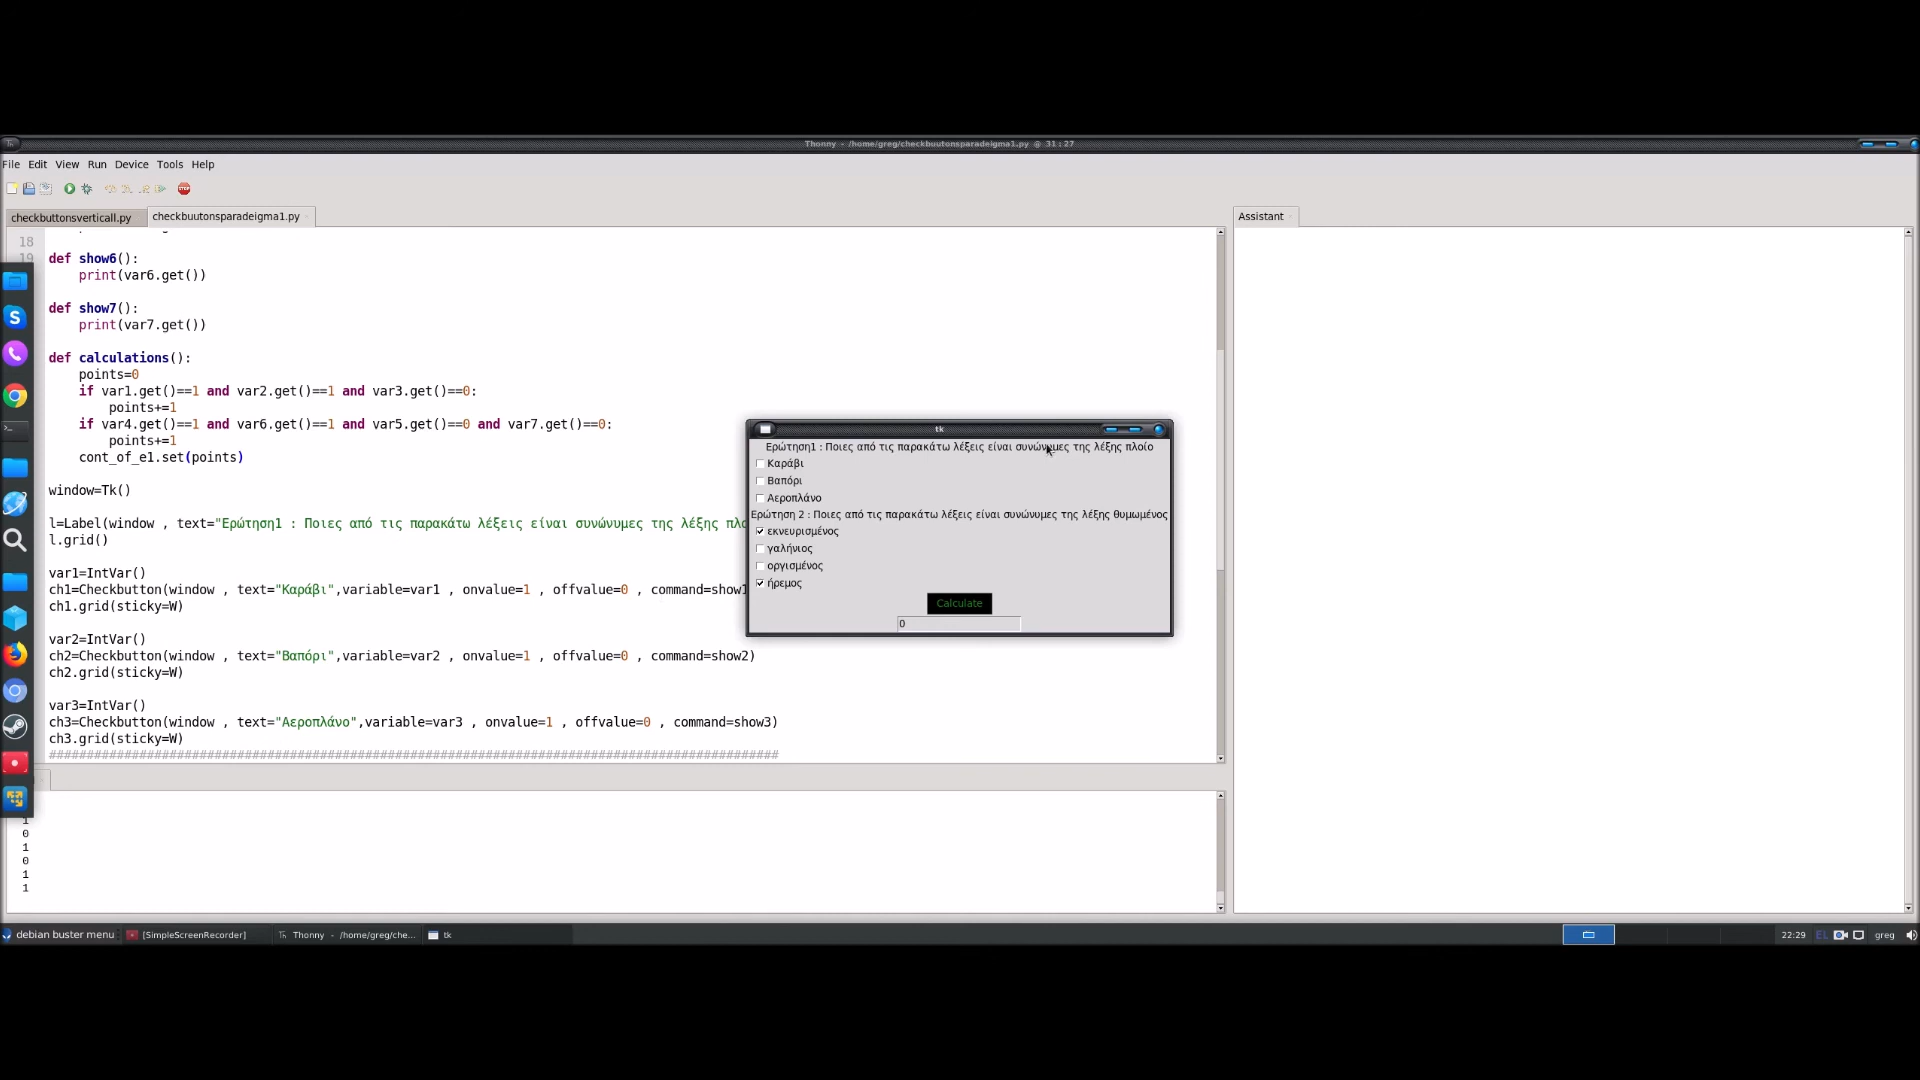 Thonny - /home/greg/checkbuutonsparadeigma1.py @ 31:27
File Edit View Run Device Tools Help
checkbuttonsverticall.py
checkbuutonsparadeigma1.py
Assistant
18
19
def show6():
print(var6.get())
def show7():
print(var7.get())
def calculations():
points=0
if var1.get()==1 and var2.get()==1 and var3.get()==0:
points+=1
if var4.get()==1 and var6.get()==1 and var5.get()==0 and var7.get()==0:
points+=1
cont_of_e1.set(points)
window=Tk()
l=Label(window , text="Ερώτηση1 : Ποιες από τις παρακάτω λέξεις είναι συνώνυμες της λέξης πλο
l.grid()
var1=IntVar()
ch1=Checkbutton(window , text="Καράβι",variable=var1 , onvalue=1 , offvalue=0 , command=show1
ch1.grid(sticky=W)
var2=IntVar()
ch2=Checkbutton(window , text="Βαπόρι",variable=var2 , onvalue=1 , offvalue=0 , command=show2)
ch2.grid(sticky=W)
var3=IntVar()
ch3=Checkbutton(window , text="Αεροπλάνο",variable=var3 , onvalue=1 , offvalue=0 , command=show3)
ch3.grid(sticky=W)
#################################################################################################
tk
Ερώτηση1 : Ποιες από τις παρακάτω λέξεις είναι συνώνυμες της λέξης πλοίο
Καράβι
Βαπόρι
Αεροπλάνο
Ερώτηση 2 : Ποιες από τις παρακάτω λέξεις είναι συνώνυμες της λέξης θυμωμένος
εκνευρισμένος
γαλήνιος
οργισμένος
ήρεμος
Calculate
0
1
0
1
0
1
1
debian buster menu
[SimpleScreenRecorder]
Thonny - /home/greg/che...
tk
22:29
EL
greg